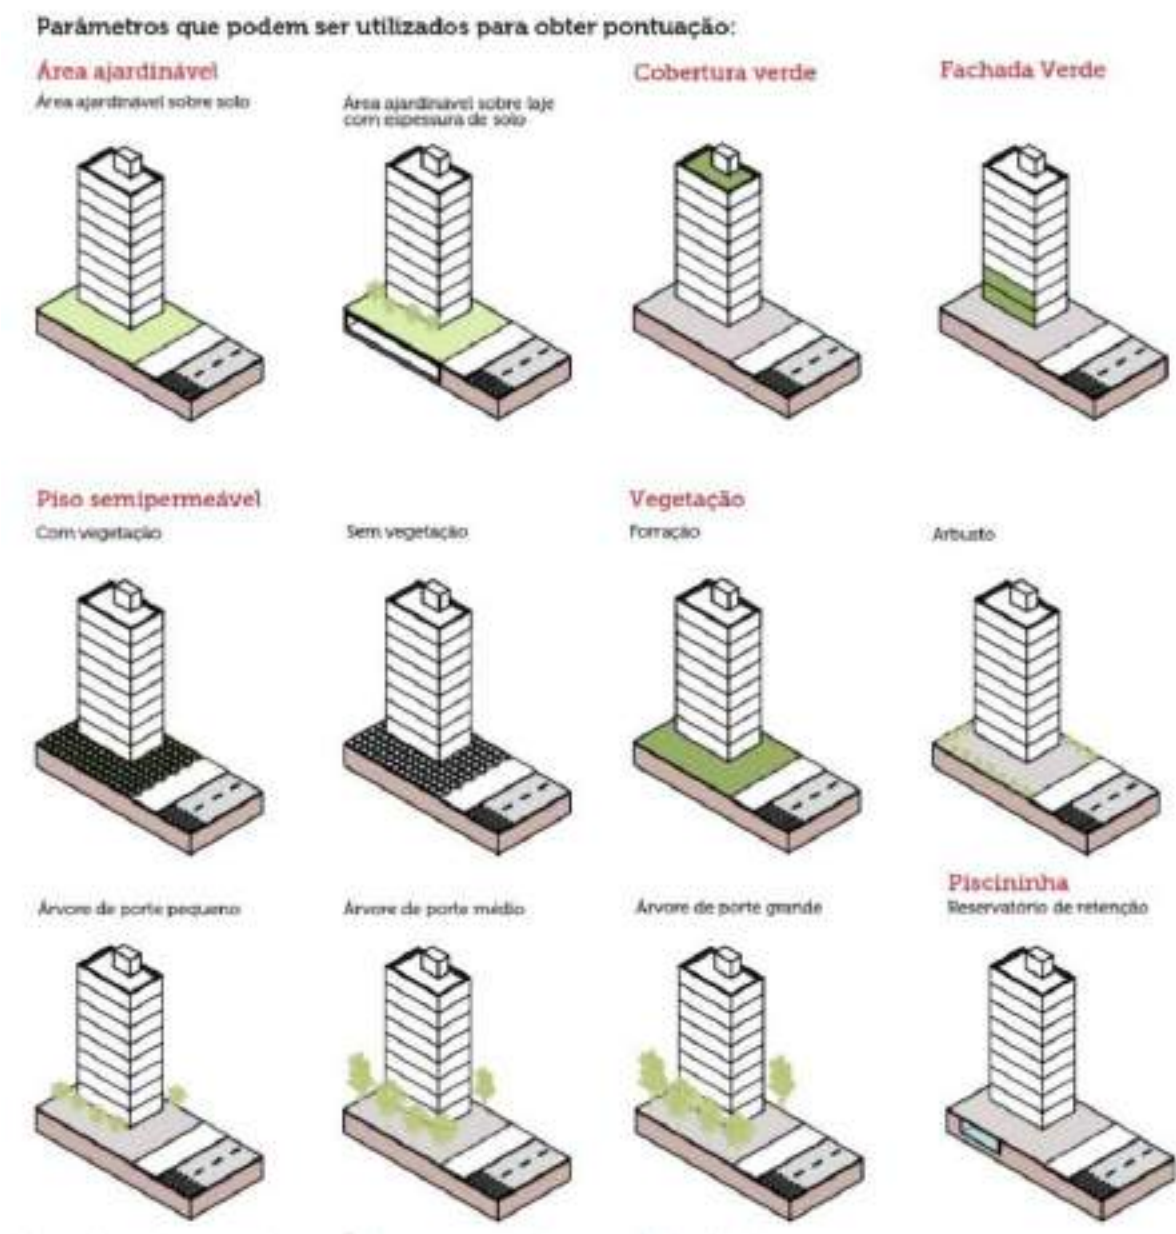 Parâmetros que podem ser utilizados para obter pontuação:
Área ajardinável
Área ajardinável sobre solo
Área ajardinável sobre laje
com espessura de solo
Cobertura verde
Fachada Verde
Piso semipermeável
Com vegetação
Sem vegetação
Vegetação
Forração
Arbusto
Árvore de porte pequeno
Árvore de porte médio
Árvore de porte grande
Piscininha
Reservatório de retenção